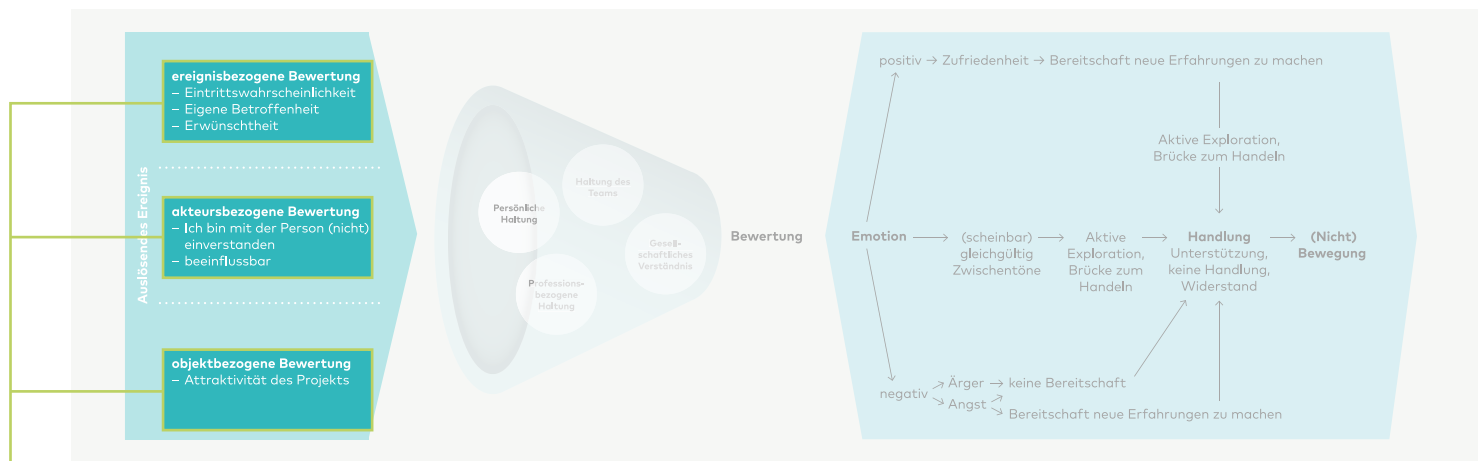 Auslösendes Ereignis
ereignisbezogene Bewertung
– Eintrittswahrscheinlichkeit
– Eigene Betroffenheit
– Erwünschtheit
akteursbezogene Bewertung
– Ich bin mit der Person (nicht)
einverstanden
– beeinflussbar
objektbezogene Bewertung
– Attraktivität des Projekts
Persönliche
Haltung
Haltung des
Teams
Gesell-
schaftliches
Verständnis
Professions-
bezogene
Haltung
Bewertung
positiv → Zufriedenheit → Bereitschaft neue Erfahrungen zu machen
Aktive Exploration,
Brücke zum Handeln
Emotion
(scheinbar)
gleichgültig
Zwischentöne
Aktive
Exploration,
Brücke zum
Handeln
Handlung
Unterstützung,
keine Handlung,
Widerstand
(Nicht)
Bewegung
negativ
Ärger → keine Bereitschaft
Angst
Bereitschaft neue Erfahrungen zu machen